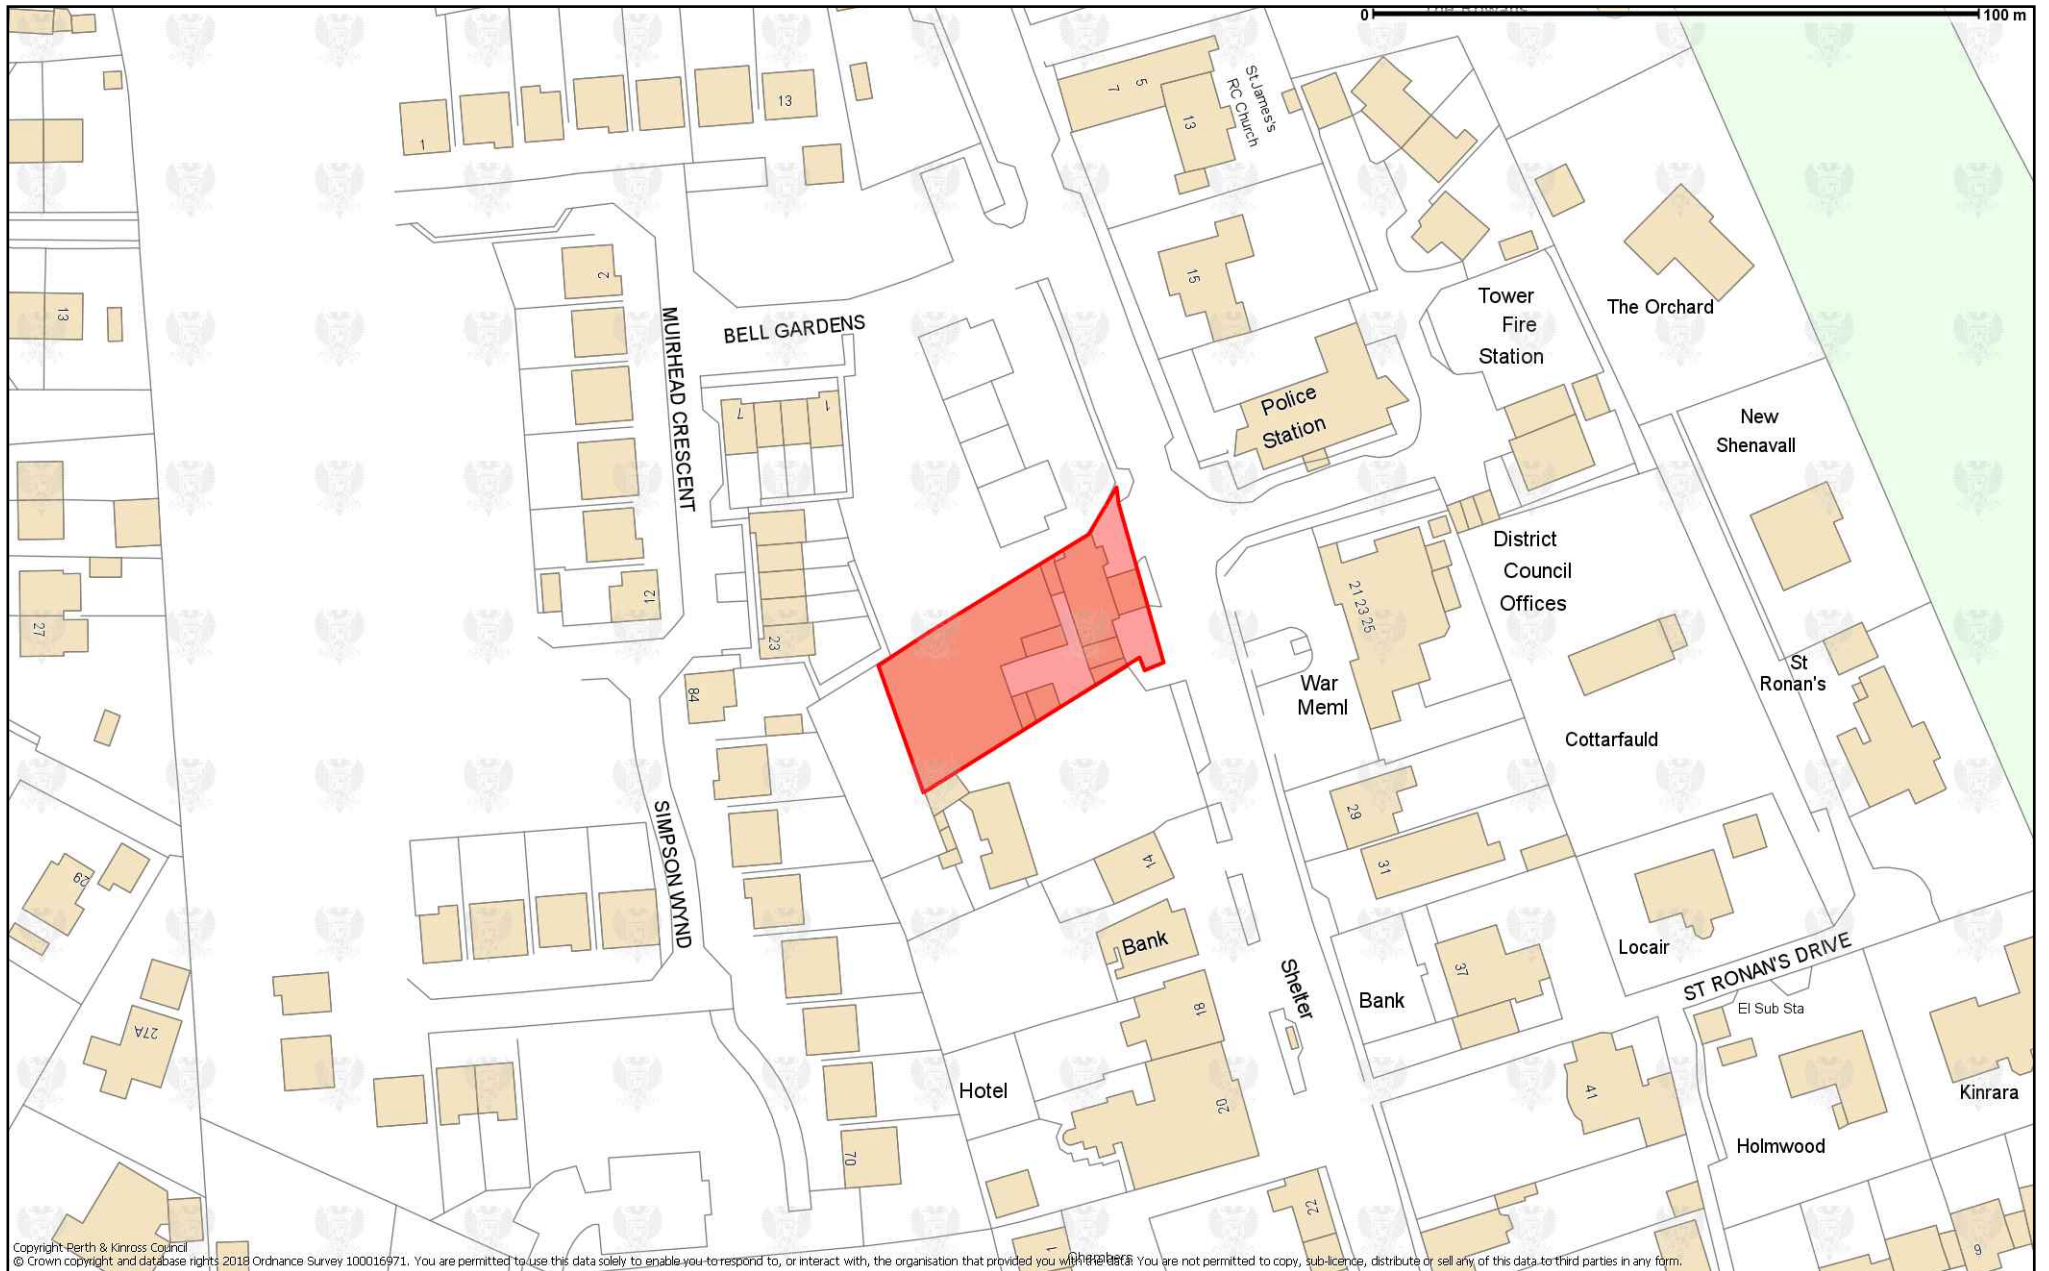 0
100 m
The Rowans
St James's
RC Church
5
7
13
13
1
2
15
13
Tower
Fire
Station
The Orchard
MUIRHEAD CRESCENT
BELL GARDENS
7
1
Police
Station
New
Shenavall
District
Council
Offices
27
12
23
21 23 25
84
War
Meml
St
Ronan's
Cottarfauld
SIMPSON WYND
29
29
31
14
Bank
Locair
37
ST RONAN'S DRIVE
Shelter
Bank
El Sub Sta
18
27A
Hotel
20
41
Kinrara
Holmwood
70
22
1
Chambers
6
Copyright Perth & Kinross Council
© Crown copyright and database rights 2018 Ordnance Survey 100016971. You are permitted to use this data solely to enable you to respond to, or interact with, the organisation that provided you with the data. You are not permitted to copy, sub-licence, distribute or sell any of this data to third parties in any form.